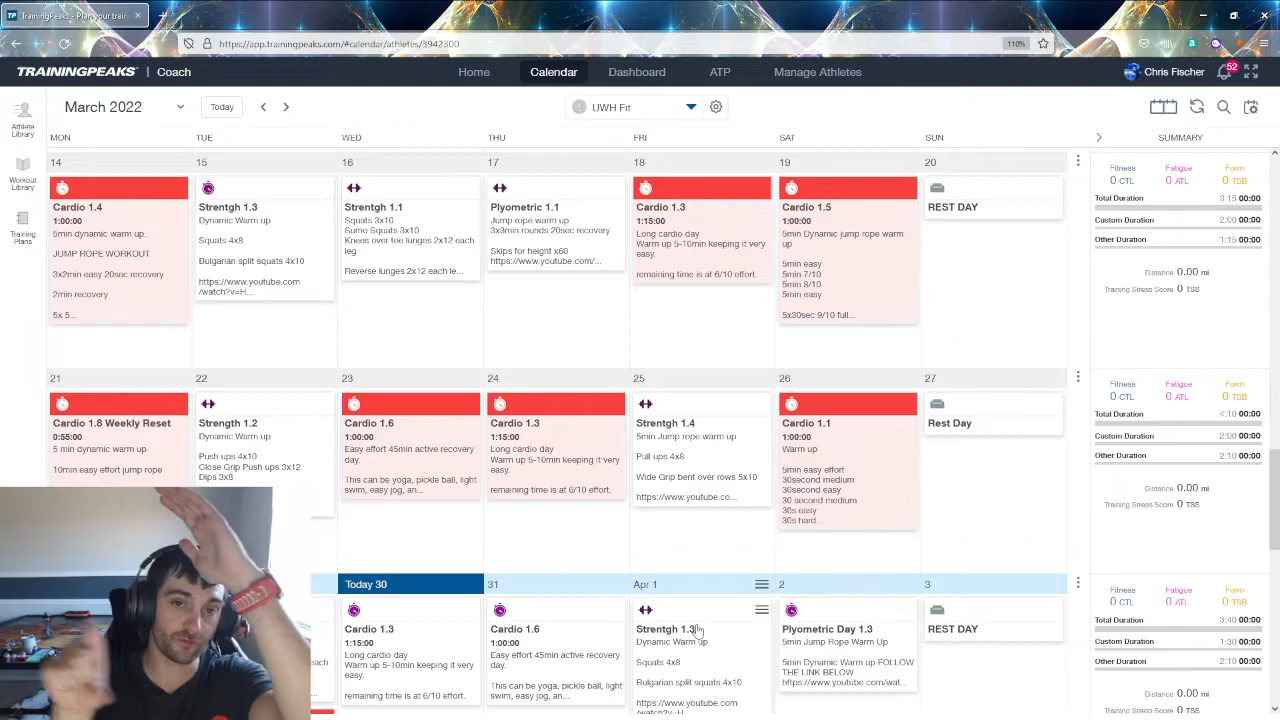 TrainingPeaks - Plan your train
https://app.trainingpeaks.com/#calendar/athletes/3942300
110%
TRAININGPEAKS | Coach
Home
Calendar
Dashboard
ATP
Manage Athletes
Chris Fischer
52
Athlete
Library
Workout
Library
Training
Plans
March 2022
Today
UWH Fit
MON
TUE
WED
THU
FRI
SAT
SUN
SUMMARY
14
Cardio 1.4
1:00:00
5min dynamic warm up.
JUMP ROPE WORKOUT
3x2min easy 20sec recovery
2min recovery
5x 5...
15
Strentgh 1.3
Dynamic Warm up
Squats 4x8
Bulgarian split squats 4x10
https://www.youtube.com
/watch?v=H...
16
Strentgh 1.1
Squats 3x10
Sumo Squats 3x10
Knees over toe lunges 2x12 each
leg
Reverse lunges 2x12 each le...
17
Plyometric 1.1
Jump rope warm up
3x3min rounds 20sec recovery
Skips for height x60
https://www.youtube.com/...
18
Cardio 1.3
1:15:00
Long cardio day
Warm up 5-10min keeping it very
easy.
remaining time is at 6/10 effort.
19
Cardio 1.5
1:00:00
5min Dynamic jump rope warm
up
5min easy
5min 7/10
5min 8/10
5min easy
5x30sec 9/10 full...
20
REST DAY
Fitness
0 CTL
Fatigue
0 ATL
Form
0 TSB
Total Duration
3:15 00:00
Custom Duration
2:00 00:00
Other Duration
1:15 00:00
Distance 0.00 mi
Training Stress Score 0 TSS
21
Cardio 1.8 Weekly Reset
0:55:00
5 min dynamic warm up
10min easy effort jump rope
22
Strength 1.2
Dynamic Warm up
Push ups 4x10
Close Grip Push ups 3x12
Dips 3x8
23
Cardio 1.6
1:00:00
Easy effort 45min active recovery
day.
This can be yoga, pickle ball, light
swim, easy jog, an...
24
Cardio 1.3
1:15:00
Long cardio day
Warm up 5-10min keeping it very
easy.
remaining time is at 6/10 effort.
25
Strentgh 1.4
5min Jump rope warm up
Pull ups 4x8
Wide Grip bent over rows 5x10
https://www.youtube.co...
26
Cardio 1.1
1:00:00
Warm up
5min easy effort
30second medium
30second easy
30 second medium
30s easy
30s hard...
27
Rest Day
Fitness
0 CTL
Fatigue
0 ATL
Form
0 TSB
Total Duration
4:10 00:00
Custom Duration
2:00 00:00
Other Duration
2:10 00:00
Distance 0.00 mi
Training Stress Score 0 TSS
Today 30
Cardio 1.3
1:15:00
Long cardio day
Warm up 5-10min keeping it very
easy.
remaining time is at 6/10 effort.
31
Cardio 1.6
1:00:00
Easy effort 45min active recovery
day.
This can be yoga, pickle ball, light
swim, easy jog, an...
Apr 1
Strentgh 1.3
Dynamic Warm up
Squats 4x8
Bulgarian split squats 4x10
https://www.youtube.com
/watch?v=H
2
Plyometric Day 1.3
5min Jump Rope Warm Up
5min Dynamic Warm up FOLLOW
THE LINK BELOW
https://www.youtube.com/wat...
3
REST DAY
Fitness
0 CTL
Fatigue
0 ATL
Form
0 TSB
Total Duration
3:40 00:00
Custom Duration
1:30 00:00
Other Duration
2:10 00:00
Distance 0.00 mi
Training Stress Score 0 TSS